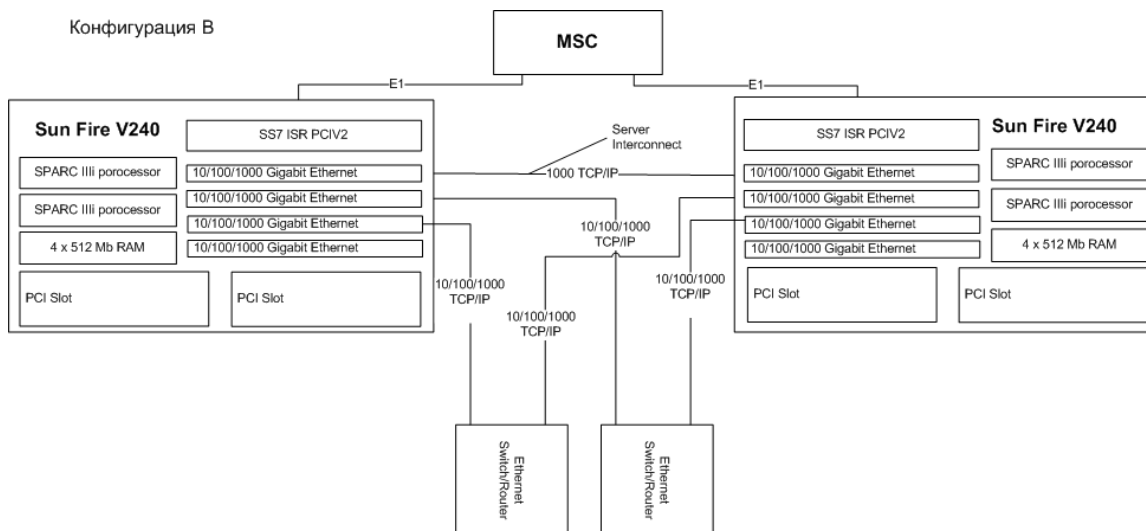 Конфигурация В
MSC
E1
E1
Sun Fire V240
SS7 ISR PCIV2
SPARC IIIi porocessor
SPARC IIIi porocessor
4 x 512 Mb RAM
10/100/1000 Gigabit Ethernet
10/100/1000 Gigabit Ethernet
10/100/1000 Gigabit Ethernet
10/100/1000 Gigabit Ethernet
PCI Slot
PCI Slot
Server
Interconnect
1000 TCP/IP
SS7 ISR PCIV2
Sun Fire V240
10/100/1000 Gigabit Ethernet
10/100/1000 Gigabit Ethernet
10/100/1000 Gigabit Ethernet
10/100/1000 Gigabit Ethernet
SPARC IIIi porocessor
SPARC IIIi porocessor
4 x 512 Mb RAM
PCI Slot
PCI Slot
10/100/1000
TCP/IP
10/100/1000
TCP/IP
10/100/1000
TCP/IP
10/100/1000
TCP/IP
Ethernet
Switch/Router
Ethernet
Switch/Router